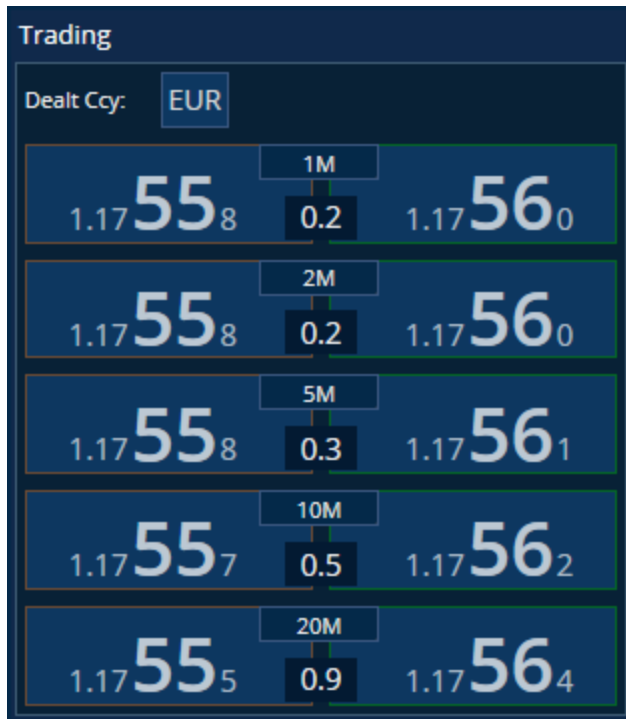 Trading
Dealt Ccy: EUR
1M
1.17558 0.2 1.17560
2M
1.17558 0.2 1.17560
5M
1.17558 0.3 1.17561
10M
1.17557 0.5 1.17562
20M
1.17555 0.9 1.17564